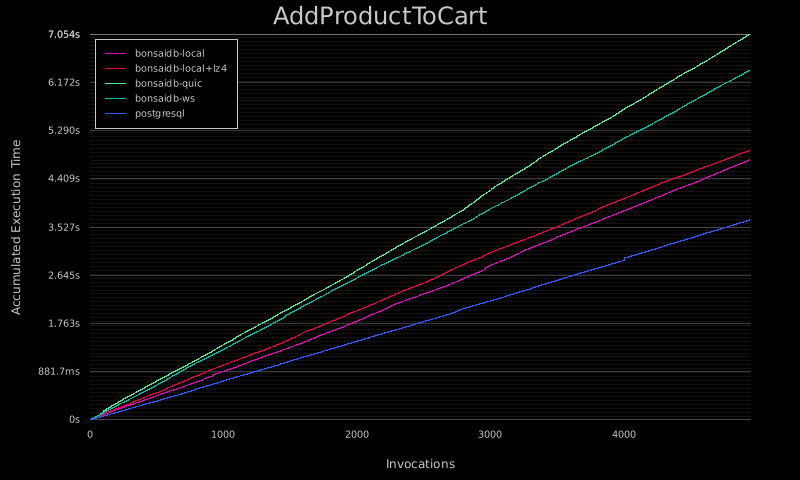 AddProductToCart
7.054s
bonsaidb-local
bonsaidb-local+lz4
bonsaidb-quic
bonsaidb-ws
postgresql
6.172s
5.290s
4.409s
3.527s
2.645s
1.763s
881.7ms
0s
Accumulated Execution Time
0 1000 2000 3000 4000
Invocations